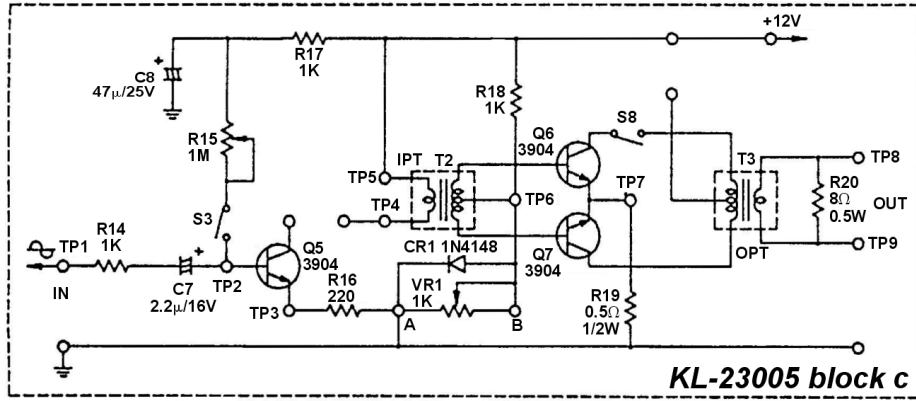 +12V
R17
1K
C8
47µ/25V
R18
1K
R15
1M
S8
Q6
3904
IPT
T2
TP5
TP4
TP6
TP7
T3
TP8
R20
8Ω
0.5W
OUT
TP9
OPT
S3
R14
1K
TP1
IN
C7
2.2µ/16V
TP2
Q5
3904
TP3
R16
220
CR1 1N4148
VR1
1K
A
B
Q7
3904
R19
0.5Ω
1/2W
KL-23005 block c